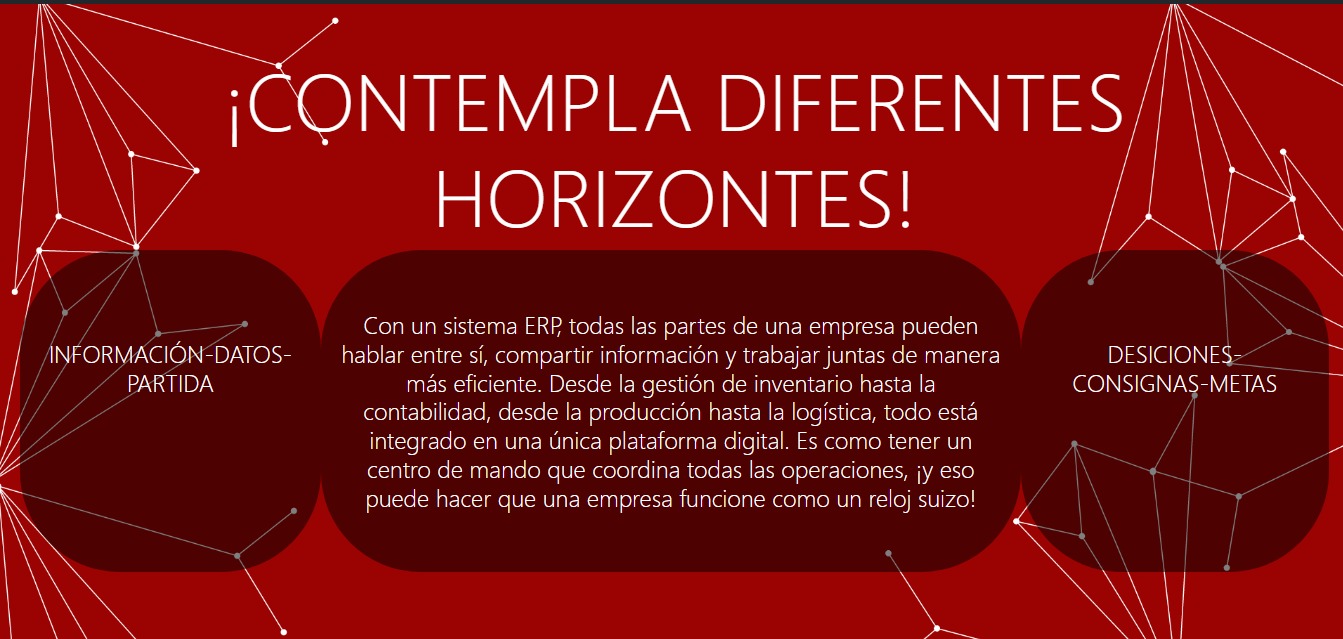 ¡CONTEMPLA DIFERENTES
HORIZONTES!
INFORMACIÓN-DATOS-
PARTIDA
Con un sistema ERP, todas las partes de una empresa pueden
hablar entre sí, compartir información y trabajar juntas de manera
más eficiente. Desde la gestión de inventario hasta la
contabilidad, desde la producción hasta la logística, todo está
integrado en una única plataforma digital. Es como tener un
centro de mando que coordina todas las operaciones, ¡y eso
puede hacer que una empresa funcione como un reloj suizo!
DESICIONES-
CONSIGNAS-METAS